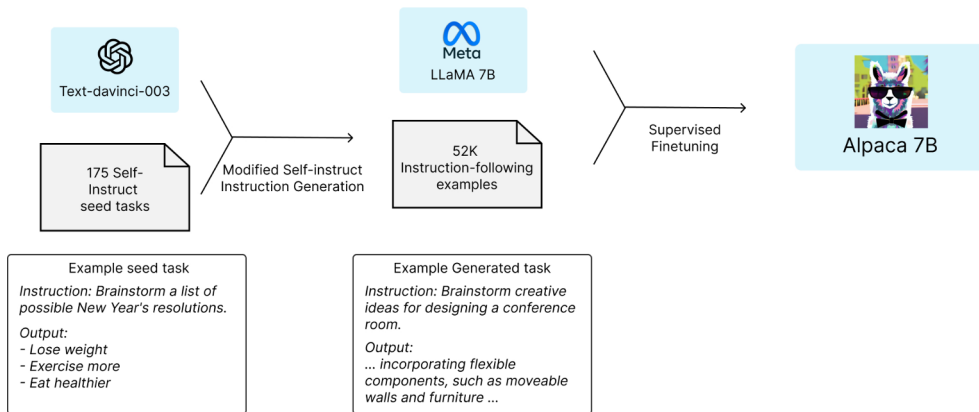 Text-davinci-003
175 Self-
Instruct
seed tasks
Modified Self-instruct
Instruction Generation
Meta
LLaMA 7B
52K
Instruction-following
examples
Supervised
Finetuning
Alpaca 7B
Example seed task
Instruction: Brainstorm a list of
possible New Year's resolutions.
Output:
- Lose weight
- Exercise more
- Eat healthier
Example Generated task
Instruction: Brainstorm creative
ideas for designing a conference
room.
Output:
... incorporating flexible
components, such as moveable
walls and furniture ...